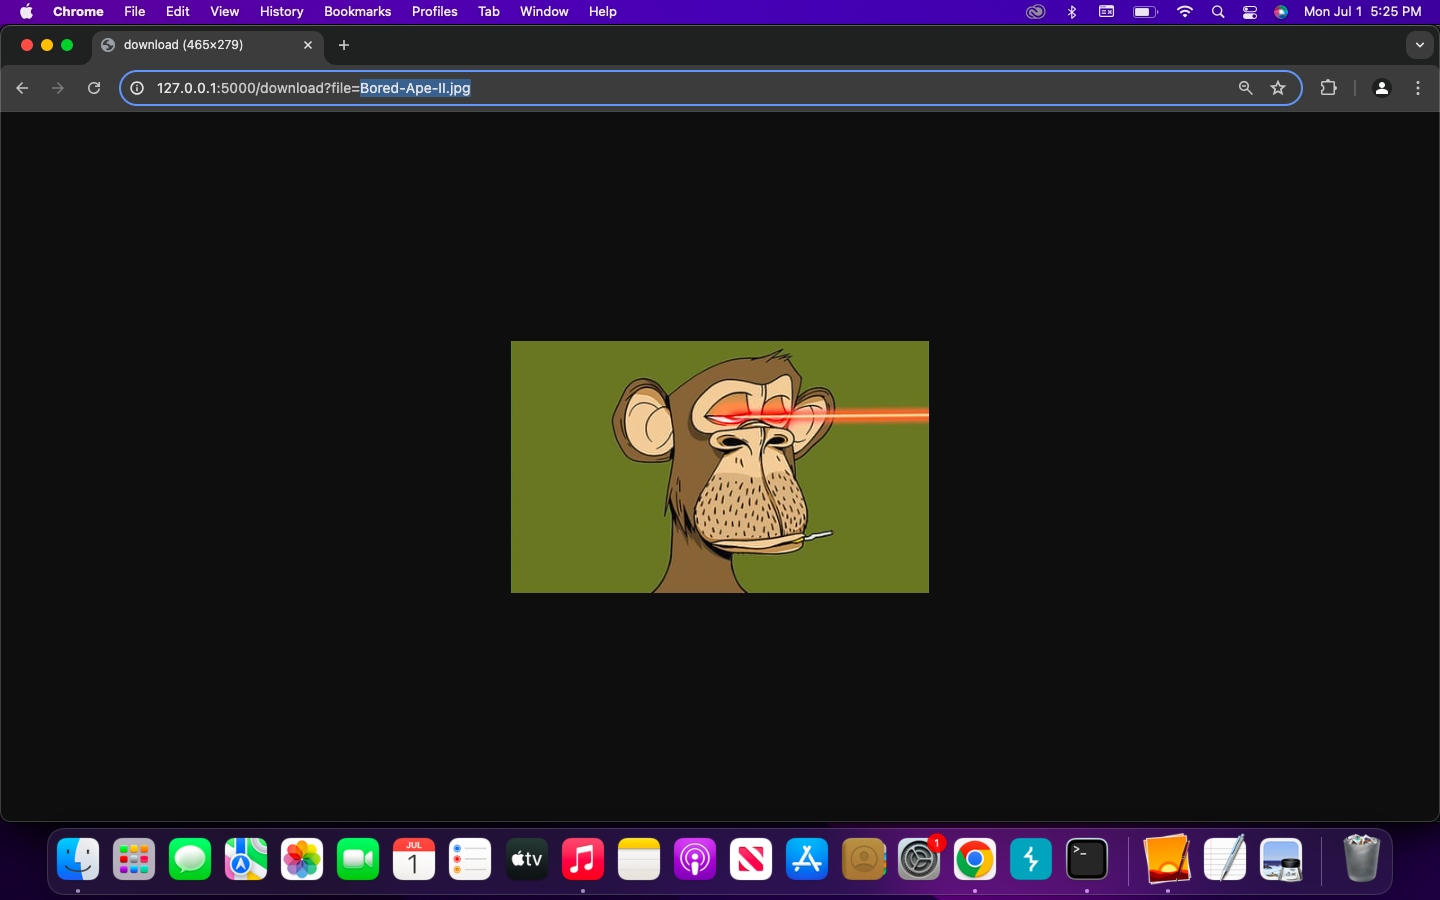 Chrome File Edit View History Bookmarks Profiles Tab Window Help Mon Jul 1 5:25 PM
download (465×279)
127.0.0.1:5000/download?file=Bored-Ape-II.jpg
JUL
1
tv
1
>_